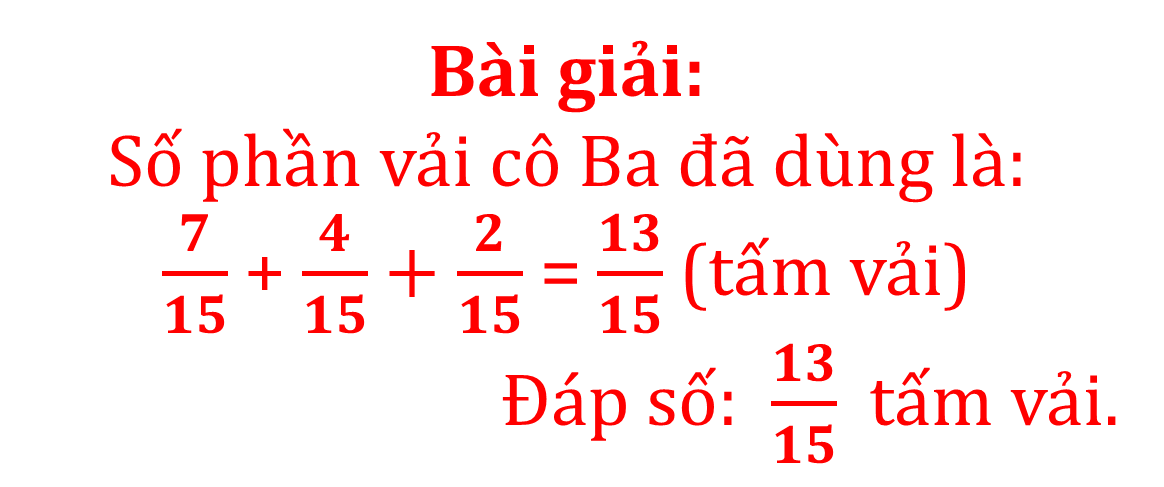 Bài giải:
Số phần vải cô Ba đã dùng là:
7/15 + 4/15 + 2/15 = 13/15 (tấm vải)
Đáp số: 13/15 tấm vải.